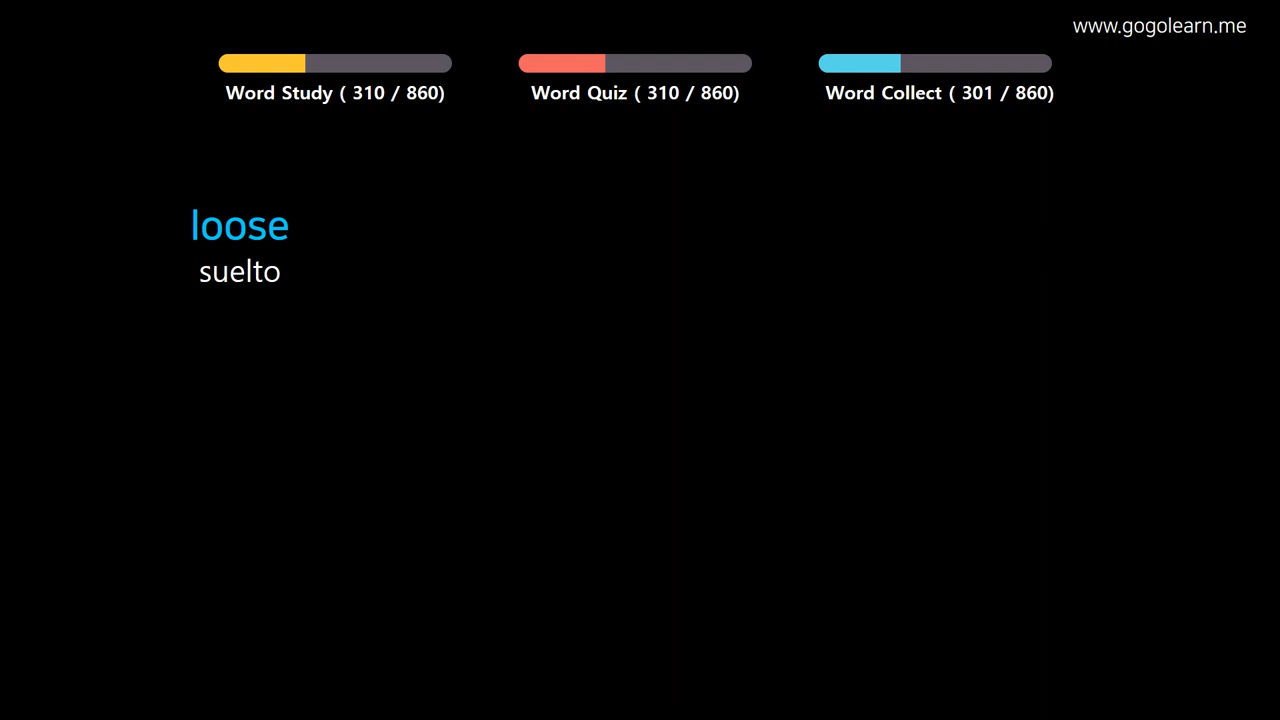 www.gogolearn.me
Word Study ( 310 / 860)
Word Quiz ( 310 / 860)
Word Collect ( 301 / 860)
loose
suelto